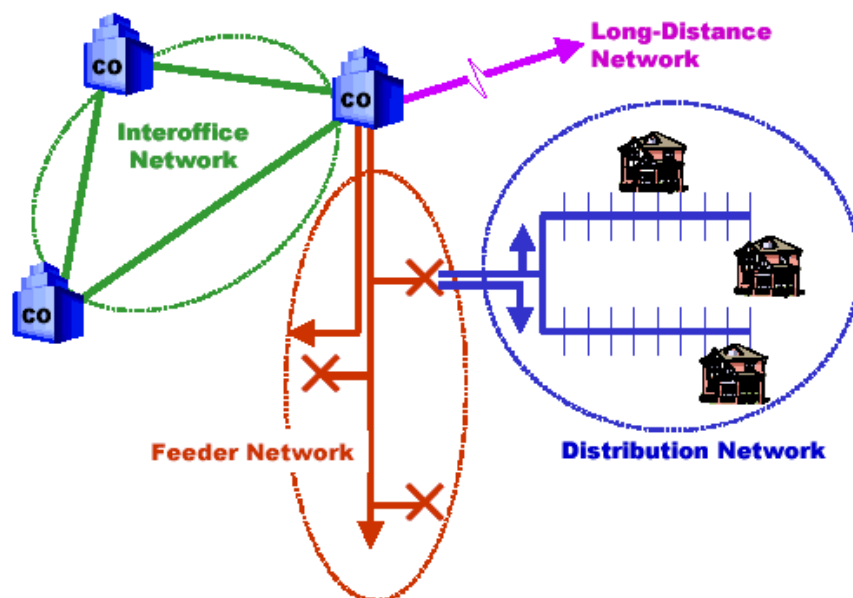 Long-Distance
Network
CO
CO
Interoffice
Network
CO
Feeder Network
Distribution Network